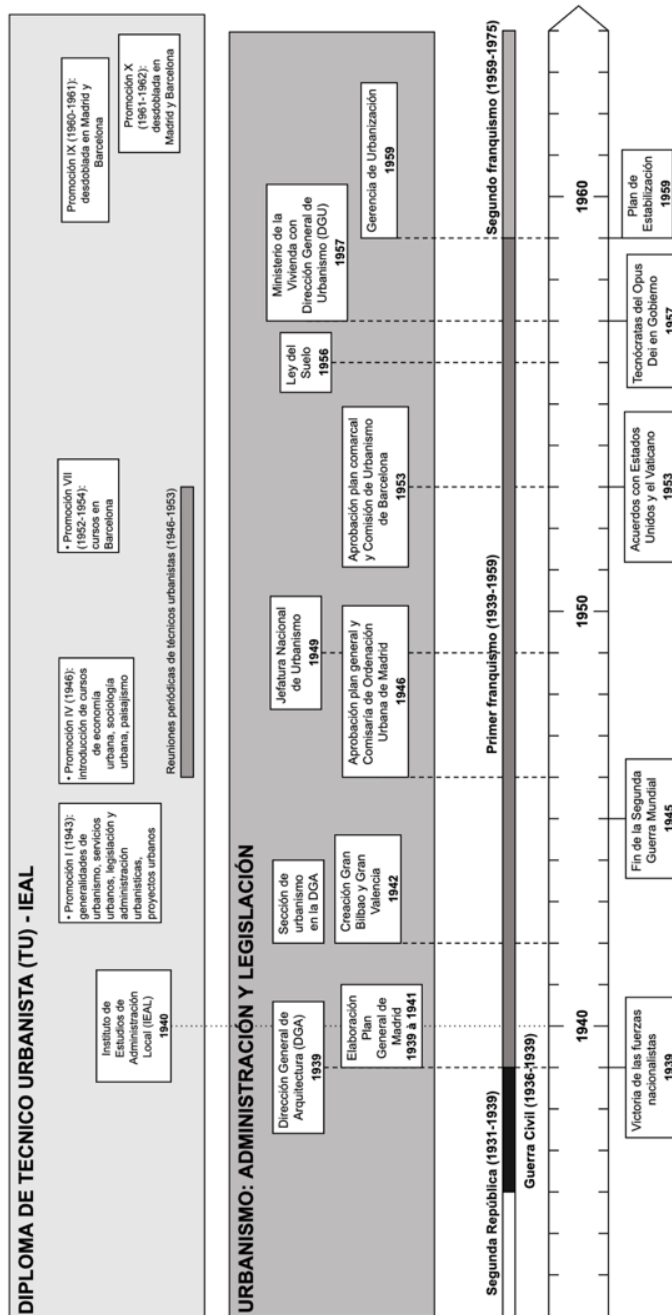 DIPLOMA DE TECNICO URBANISTA (TU) - IEAL
Instituto de
Estudios de
Administración
Local (IEAL)
1940
• Promoción I (1943):
generalidades de
urbanismo, servicios
urbanos, legislación y
administración
urbanisticas,
proyectos urbanos
• Promoción IV (1946):
introducción de cursos
de economía
urbana, sociología
urbana, paisajismo
Reuniones periódicas de técnicos urbanistas (1946-1953)
• Promoción VII
(1952-1954):
cursos en
Barcelona
Promoción IX (1960-1961):
desdoblada en Madrid y
Barcelona
Promoción X
(1961-1962):
desdoblada en
Madrid y Barcelona
URBANISMO: ADMINISTRACIÓN Y LEGISLACIÓN
Dirección General de
Arquitectura (DGA)
1939
Elaboración
Plan
General de
Madrid
1939 à 1941
Sección de
urbanismo
en la DGA
Creación Gran
Bilbao y Gran
Valencia
1942
Jefatura Nacional
de Urbanismo
1949
Aprobación plan general y
Comisaría de Ordenación
Urbana de Madrid
1946
Aprobación plan comarcal
y Comisión de Urbanismo
de Barcelona
1953
Ley del
Suelo
1956
Ministerio de la
Vivienda con
Dirección General de
Urbanismo (DGU)
1957
Gerencia de Urbanización
1959
Segunda República (1931-1939)
Guerra Civil (1936-1939)
Primer franquismo (1939-1959)
Segundo franquismo (1959-1975)
1940
1950
1960
Victoria de las fuerzas
nacionalistas
1939
Fin de la Segunda
Guerra Mundial
1945
Acuerdos con Estados
Unidos y el Vaticano
1953
Tecnócratas del Opus
Dei en Gobierno
1957
Plan de
Estabilización
1959